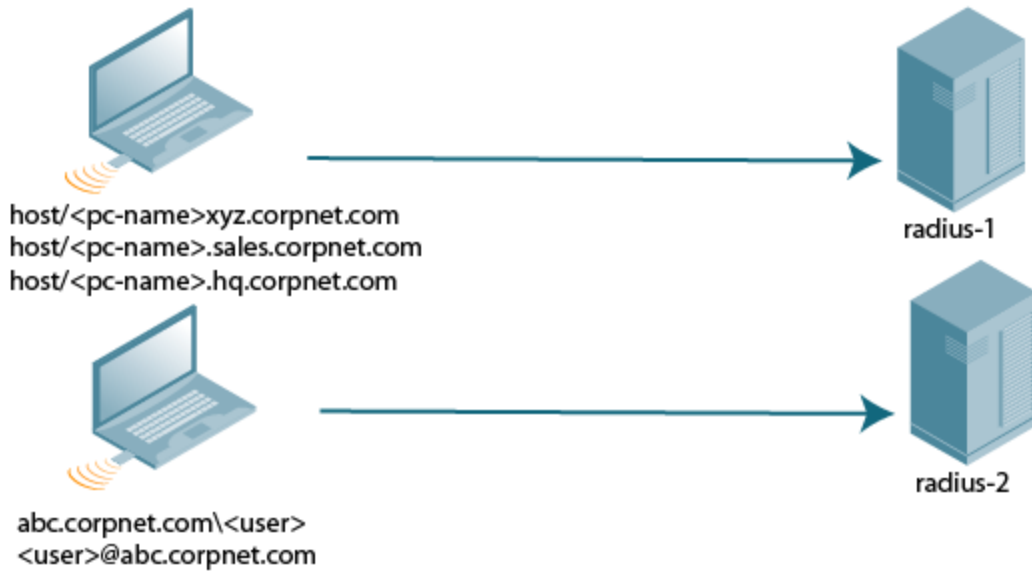 host/<pc-name>xyz.corpnet.com
host/<pc-name>.sales.corpnet.com
host/<pc-name>.hq.corpnet.com
radius-1
abc.corpnet.com\<user>
<user>@abc.corpnet.com
radius-2